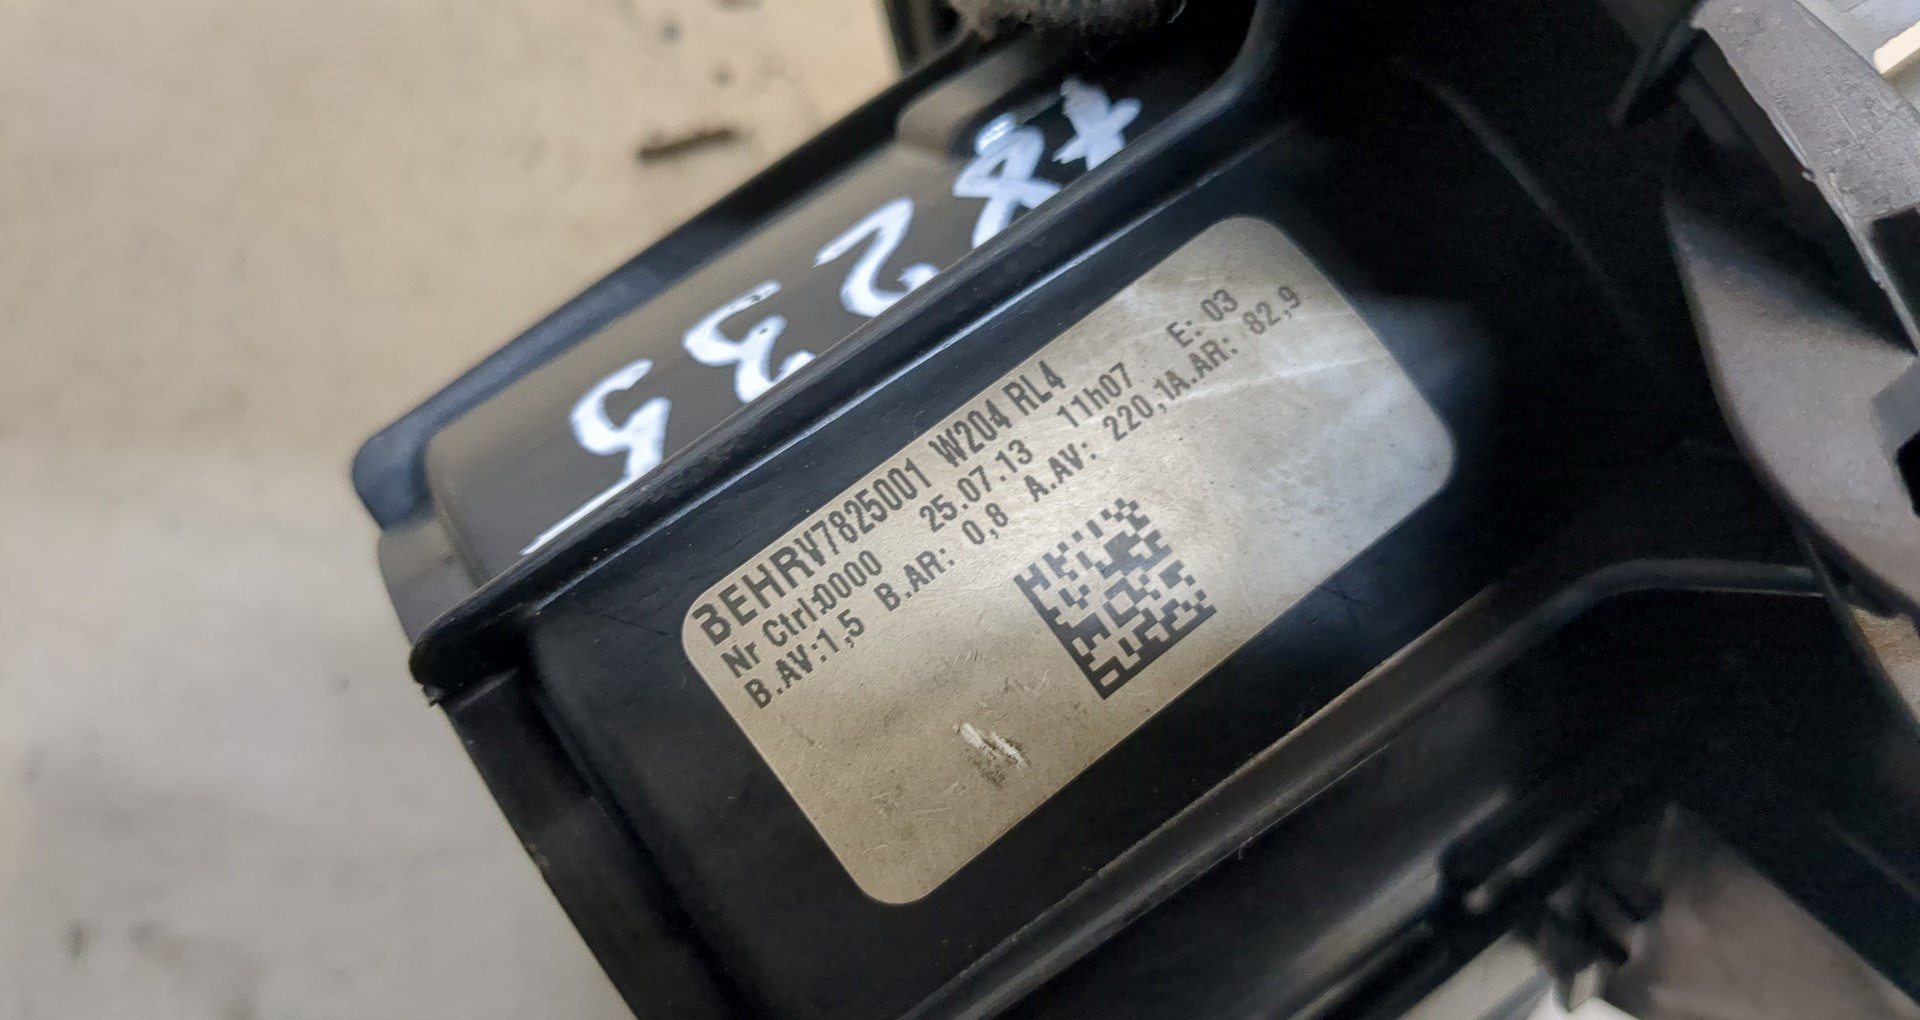 BEHRV7825001 W204 RL4
Nr Ctrl:0000 25.07.13 11h07 E: 03
B.AV:1,5 B.AR: 0,8 A.AV: 220,1A.AR: 82,9
235